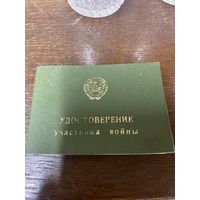 УДОСТОВЕРЕНИЕ
участника войны